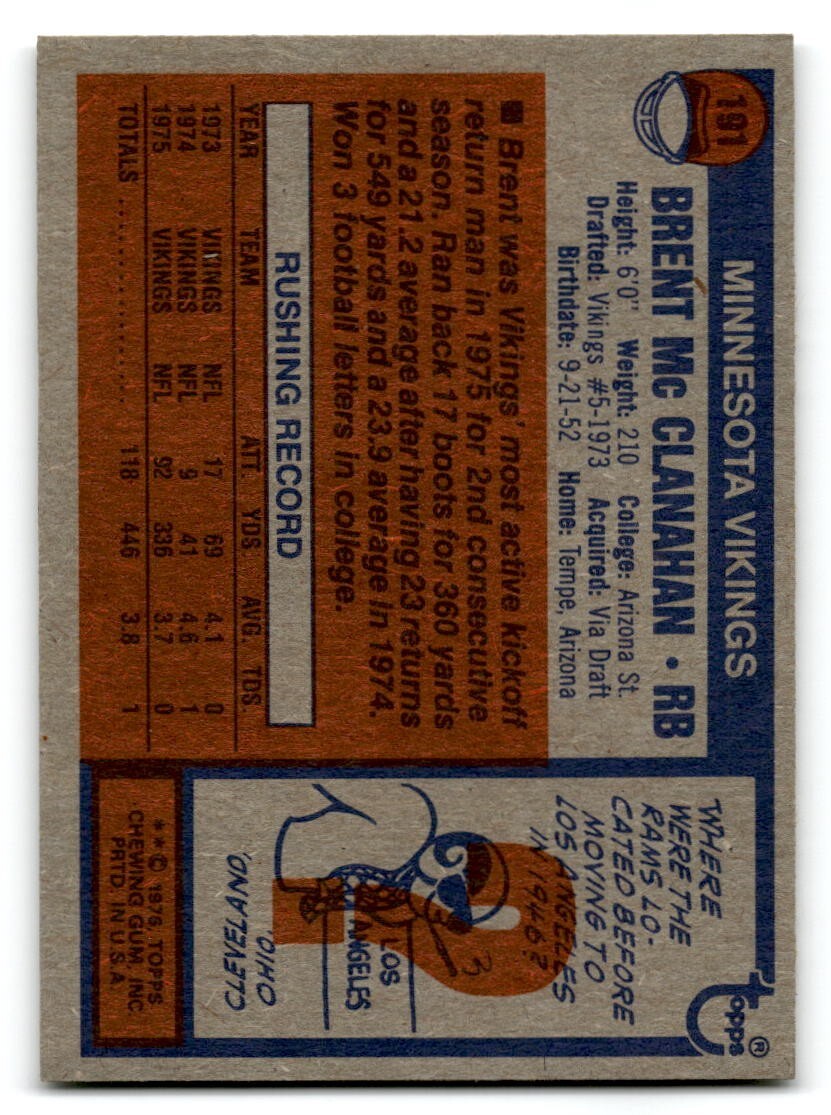 191
MINNESOTA VIKINGS
BRENT Mc CLANAHAN • RB
Height: 6'0" Weight: 210 College: Arizona St.
Drafted: Vikings #5-1973 Acquired: Via Draft
Birthdate: 9-21-52 Home: Tempe, Arizona
■ Brent was Vikings' most active kickoff
return man in 1975 for 2nd consecutive
season. Ran back 17 boots for 360 yards
and a 21.2 average after having 23 returns
for 549 yards and a 23.9 average in 1974.
Won 3 football letters in college.
RUSHING RECORD
YEAR TEAM ATT. YDS AVG. TDS.
1973 VIKINGS NFL 17 69 4.1 0
1974 VIKINGS NFL 9 41 4.6 1
1975 VIKINGS NFL 92 336 3.7 0
TOTALS 118 446 3.8 1
topps®
WHERE
WERE THE
RAMS LO-
CATED BEFORE
MOVING TO
LOS ANGELES
IN 1946?
LOS
ANGELES
CLEVELAND,
OHIO
**© 1976, TOPPS
CHEWING GUM, INC
PRTD. IN U.S.A.